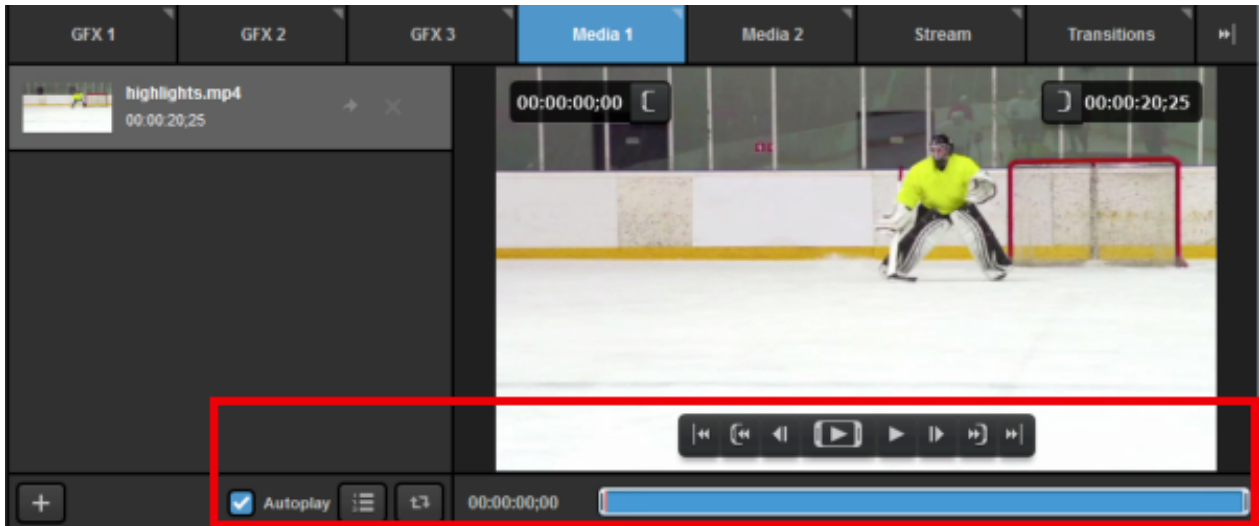 GFX 1
GFX 2
GFX 3
Media 1
Media 2
Stream
Transitions
highlights.mp4
00:00:20;25
00:00:00;00
00:00:20;25
Autoplay
00:00:00;00